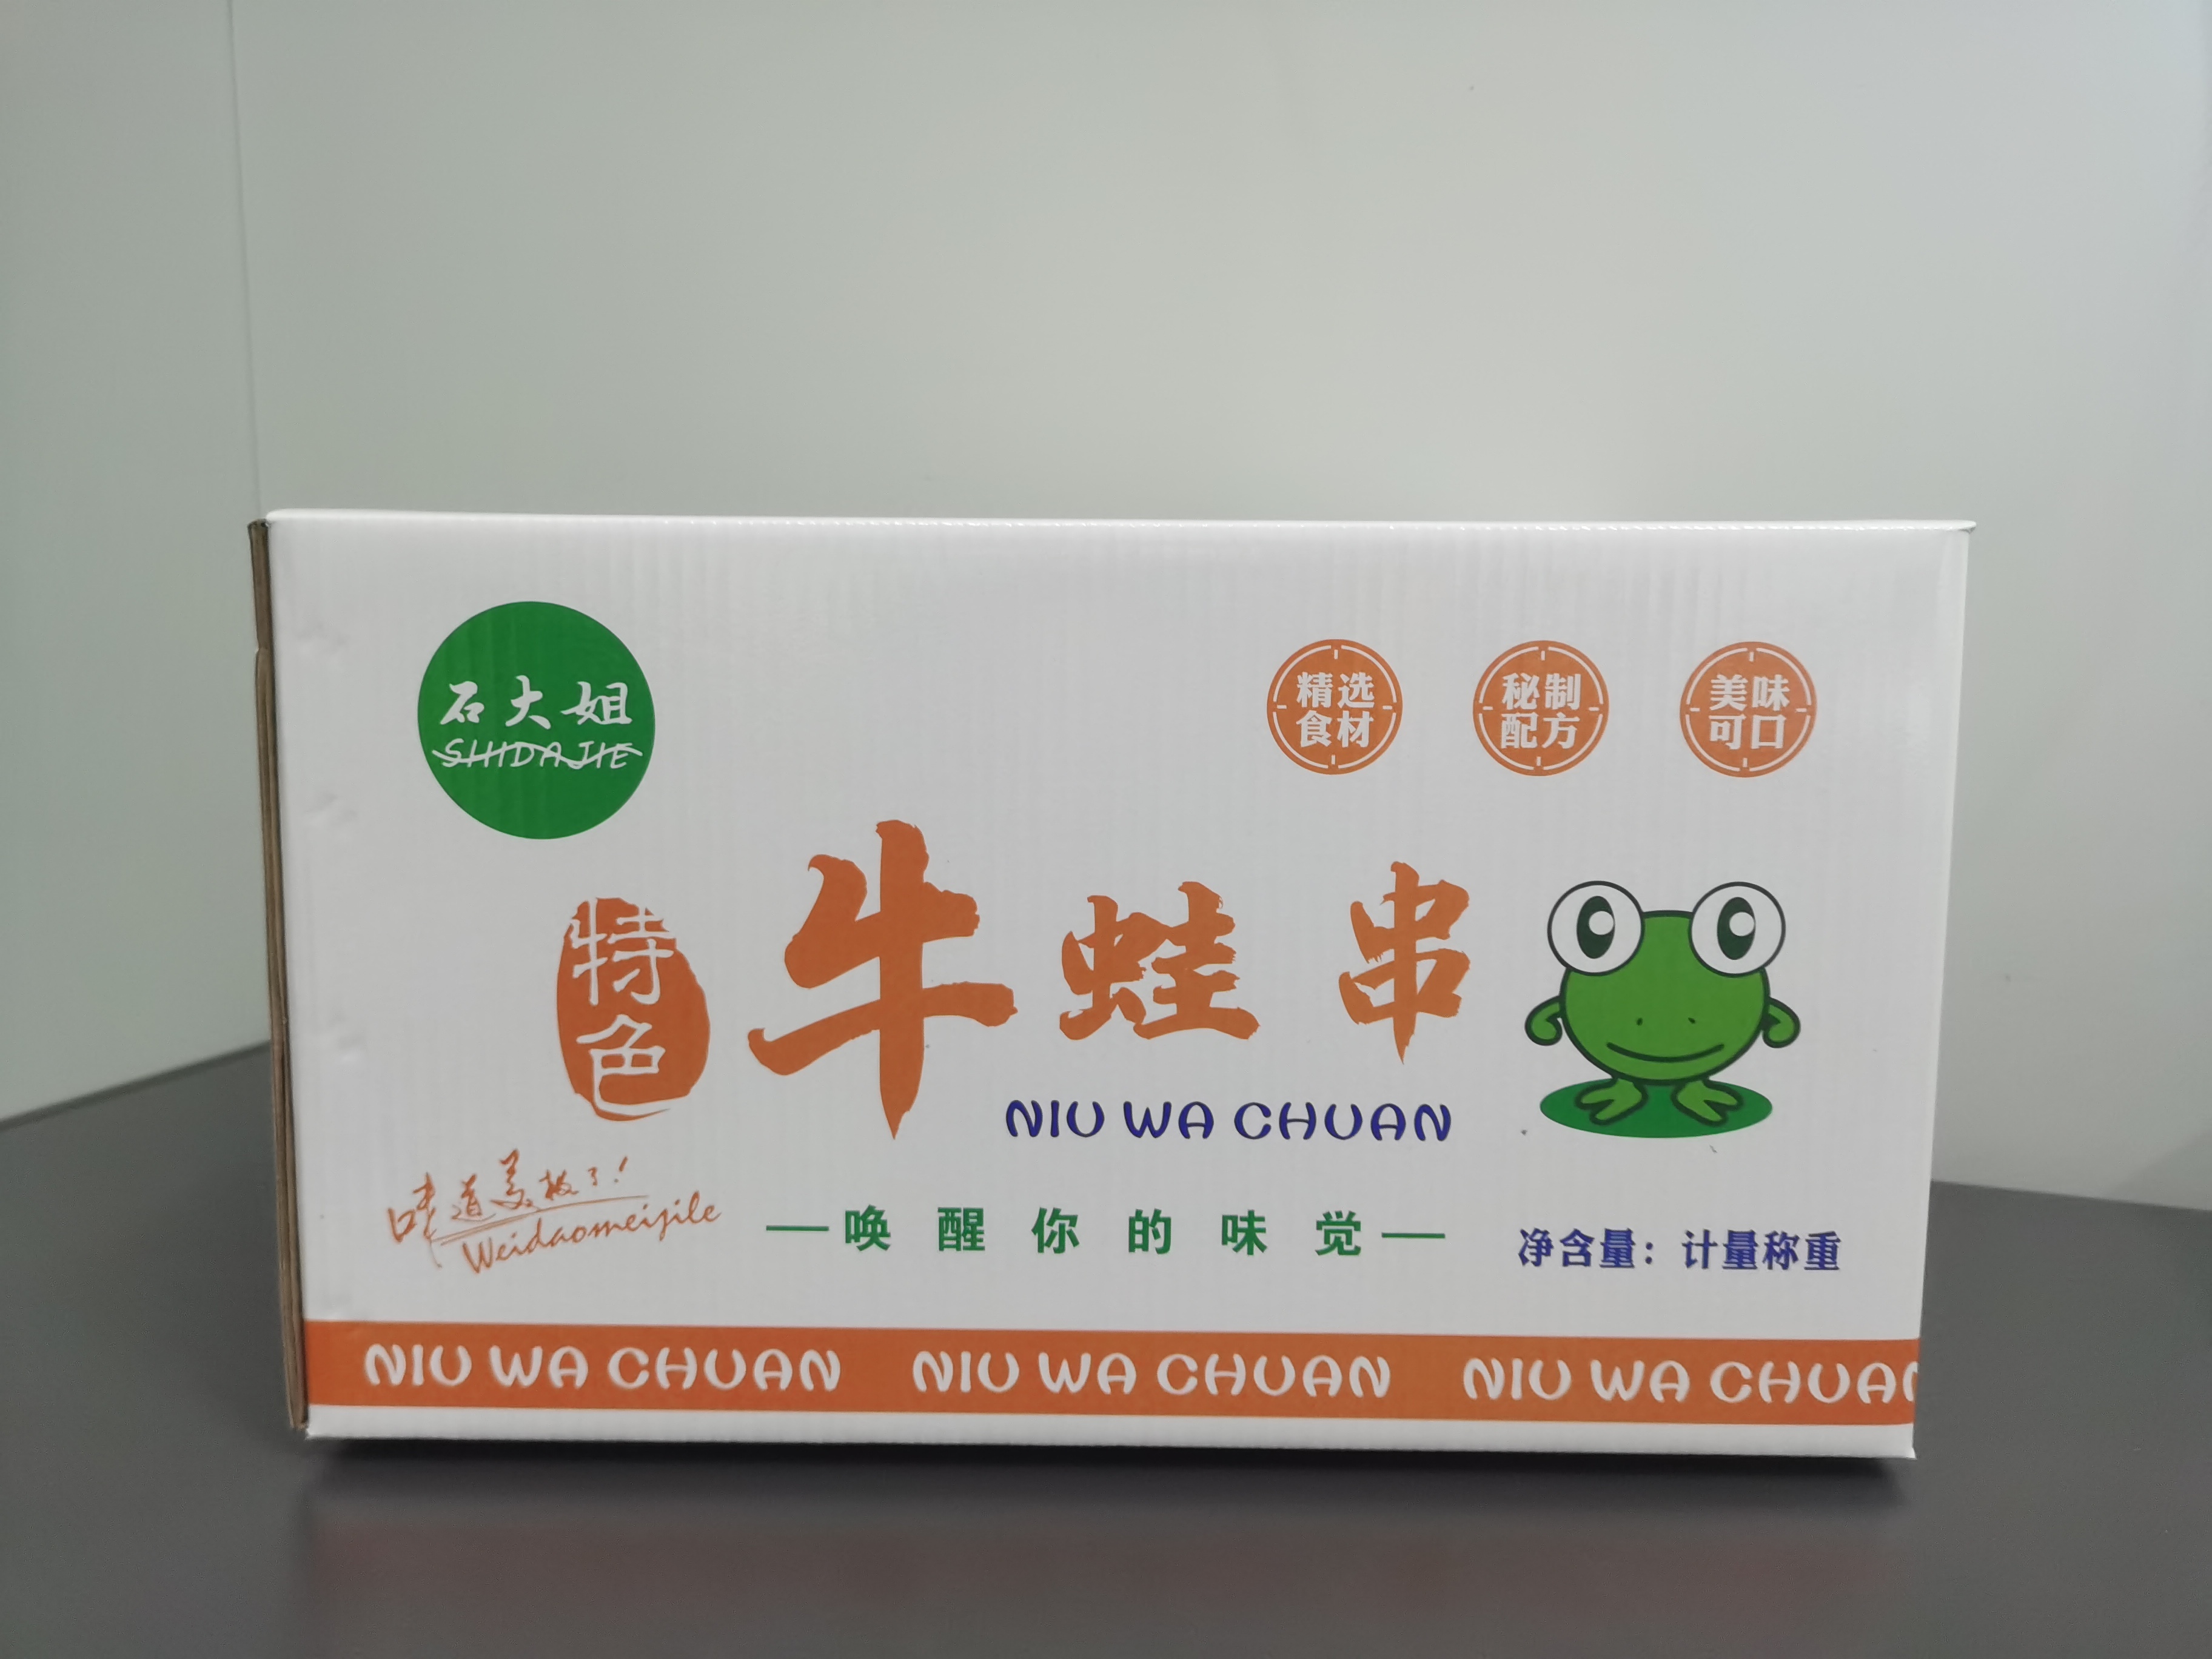 石大姐
SHIDAJIE
精选
食材
秘制
配方
美味
可口
特色
牛蛙串
NIU WA CHUAN
味道美极了!
Weidaomeijile
—唤醒你的味觉—
净含量：计量称重
NIU WA CHUAN NIU WA CHUAN NIU WA CHUAN